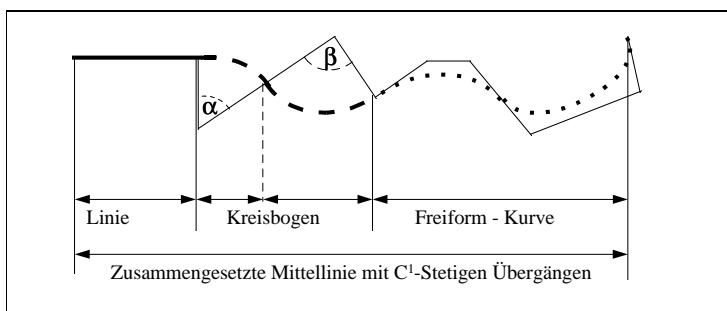 α
β
Linie
Kreisbogen
Freiform - Kurve
Zusammengesetzte Mittellinie mit C¹-Stetigen Übergängen